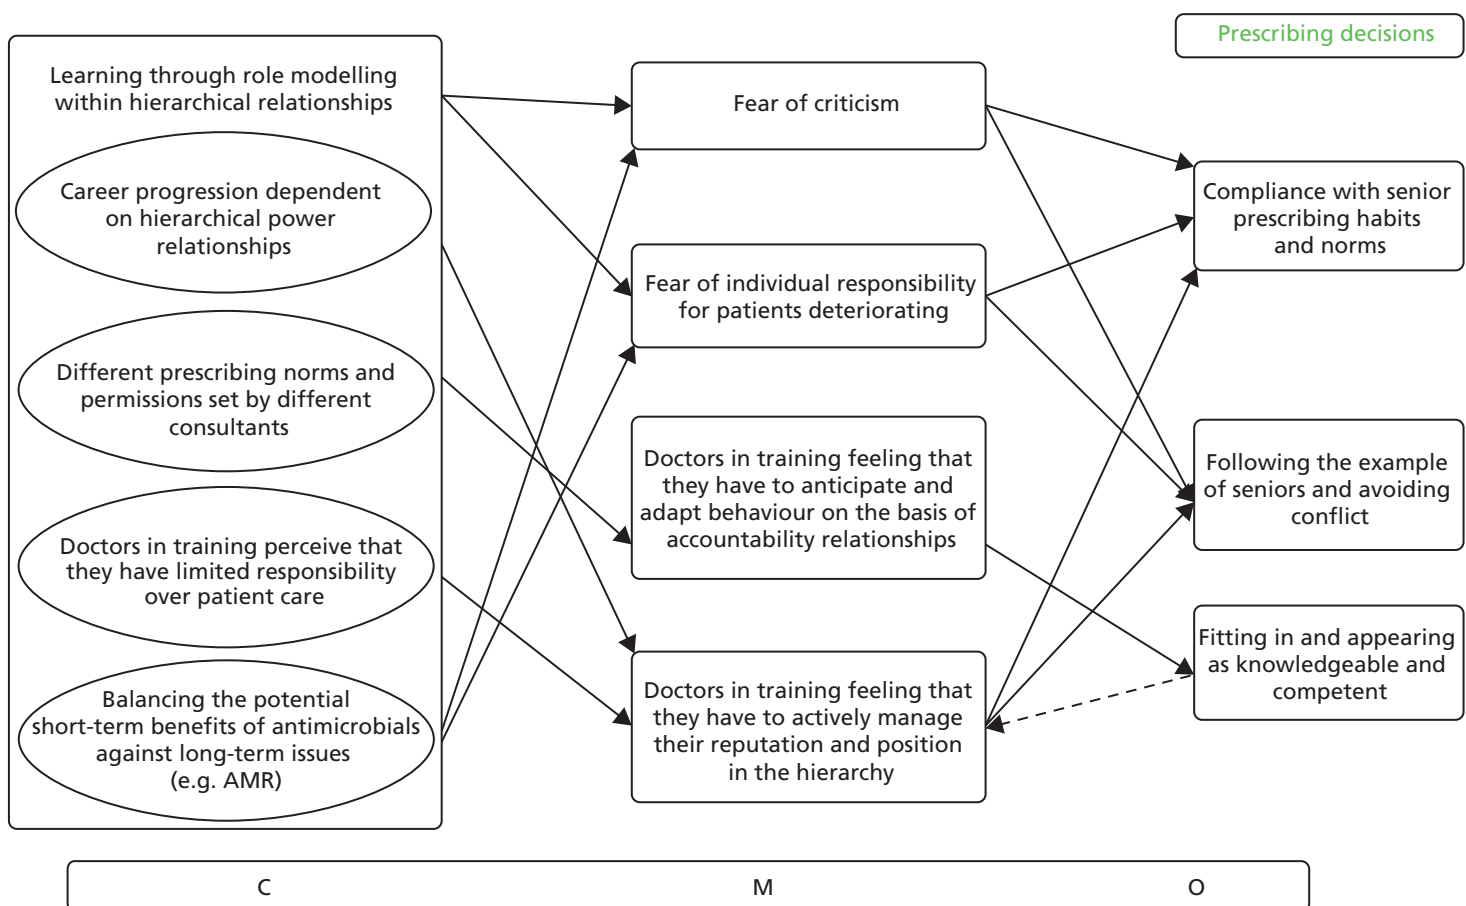 Prescribing decisions
Learning through role modelling
within hierarchical relationships
Career progression dependent
on hierarchical power
relationships
Different prescribing norms and
permissions set by different
consultants
Doctors in training perceive that
they have limited responsibility
over patient care
Balancing the potential
short-term benefits of antimicrobials
against long-term issues
(e.g. AMR)
Fear of criticism
Fear of individual responsibility
for patients deteriorating
Doctors in training feeling that
they have to anticipate and
adapt behaviour on the basis of
accountability relationships
Doctors in training feeling that
they have to actively manage
their reputation and position
in the hierarchy
Compliance with senior
prescribing habits
and norms
Following the example
of seniors and avoiding
conflict
Fitting in and appearing
as knowledgeable and
competent
C
M
O